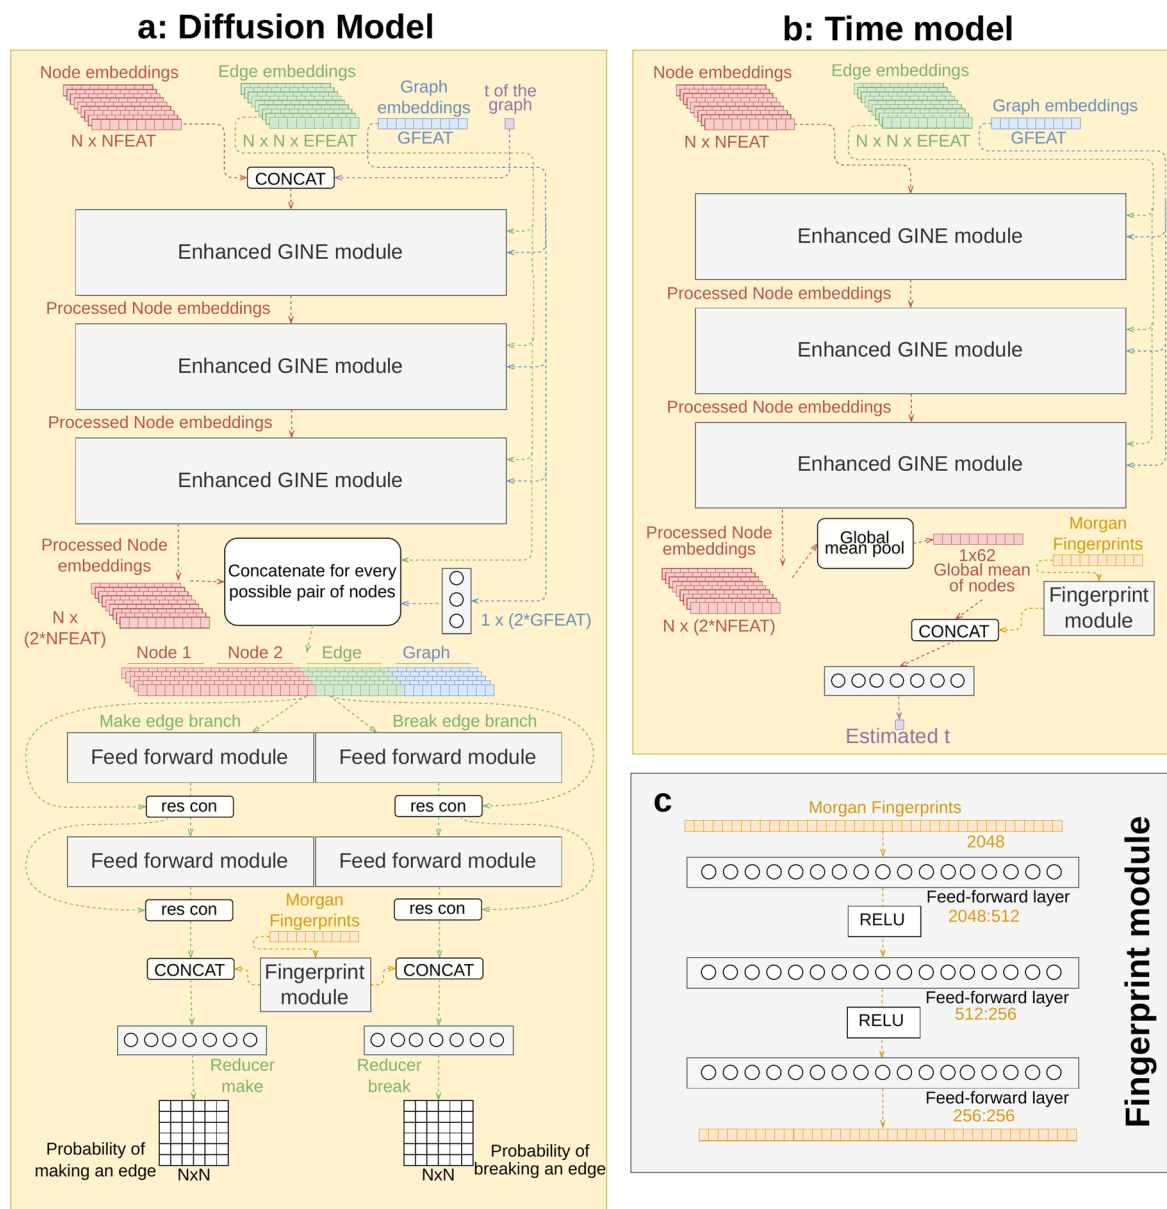 a: Diffusion Model
Node embeddings
N x NFEAT
Edge embeddings
N x N x EFEAT
Graph
embeddings
GFEAT
t of the
graph
CONCAT
Enhanced GINE module
Processed Node embeddings
Enhanced GINE module
Processed Node embeddings
Enhanced GINE module
Processed Node
embeddings
N x
(2*NFEAT)
Concatenate for every
possible pair of nodes
1 x (2*GFEAT)
Node 1
Node 2
Edge
Graph
Make edge branch
Break edge branch
Feed forward module
Feed forward module
res con
res con
Feed forward module
Feed forward module
res con
res con
Morgan
Fingerprints
CONCAT
Fingerprint
module
CONCAT
Reducer
make
Reducer
break
Probability of
making an edge
NxN
NxN
Probability of
breaking an edge
b: Time model
Node embeddings
N x NFEAT
Edge embeddings
N x N x EFEAT
Graph embeddings
GFEAT
Enhanced GINE module
Processed Node embeddings
Enhanced GINE module
Processed Node embeddings
Enhanced GINE module
Processed Node
embeddings
N x (2*NFEAT)
Global
mean pool
1x62
Global mean
of nodes
Morgan
Fingerprints
Fingerprint
module
CONCAT
Estimated t
c
Morgan Fingerprints
2048
Feed-forward layer
2048:512
RELU
Feed-forward layer
512:256
RELU
Feed-forward layer
256:256
Fingerprint module